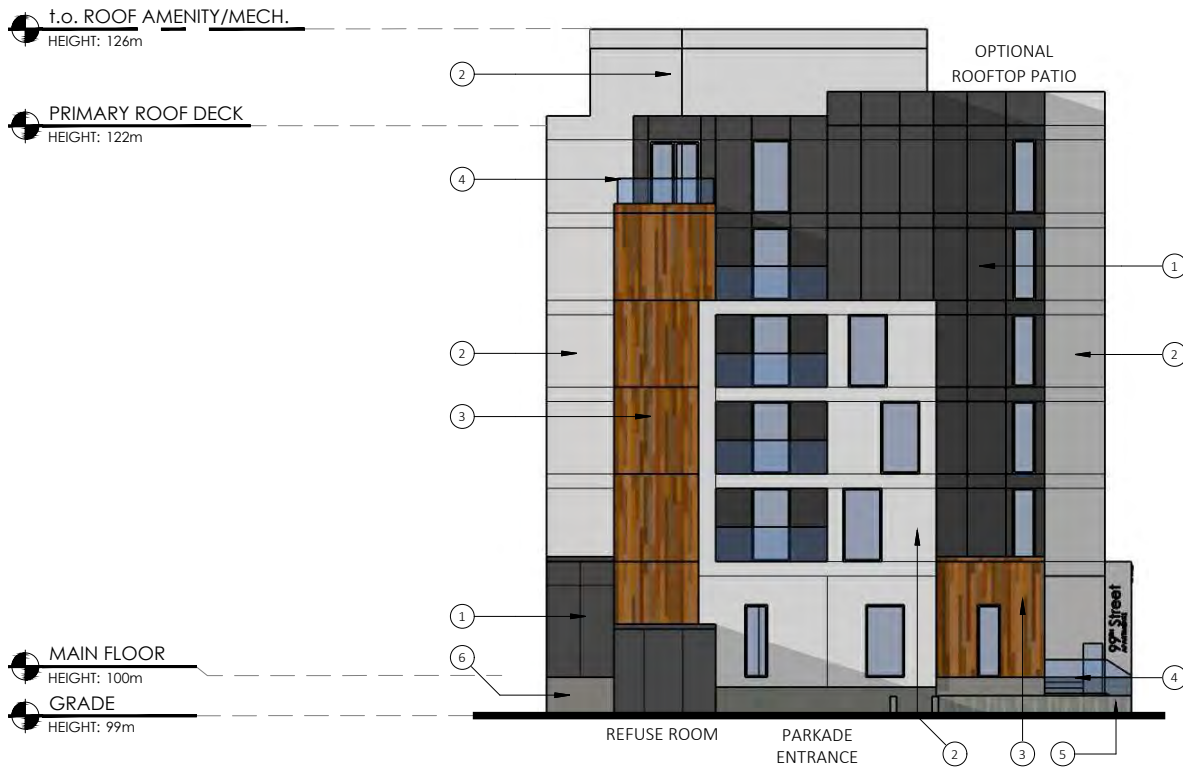 t.o. ROOF AMENITY/MECH.
HEIGHT: 126m
OPTIONAL
ROOFTOP PATIO
2
PRIMARY ROOF DECK
HEIGHT: 122m
4
1
2
2
3
1
99TH Street
APARTMENTS
MAIN FLOOR
HEIGHT: 100m
6
4
GRADE
HEIGHT: 99m
REFUSE ROOM
PARKADE
ENTRANCE
2
3
5